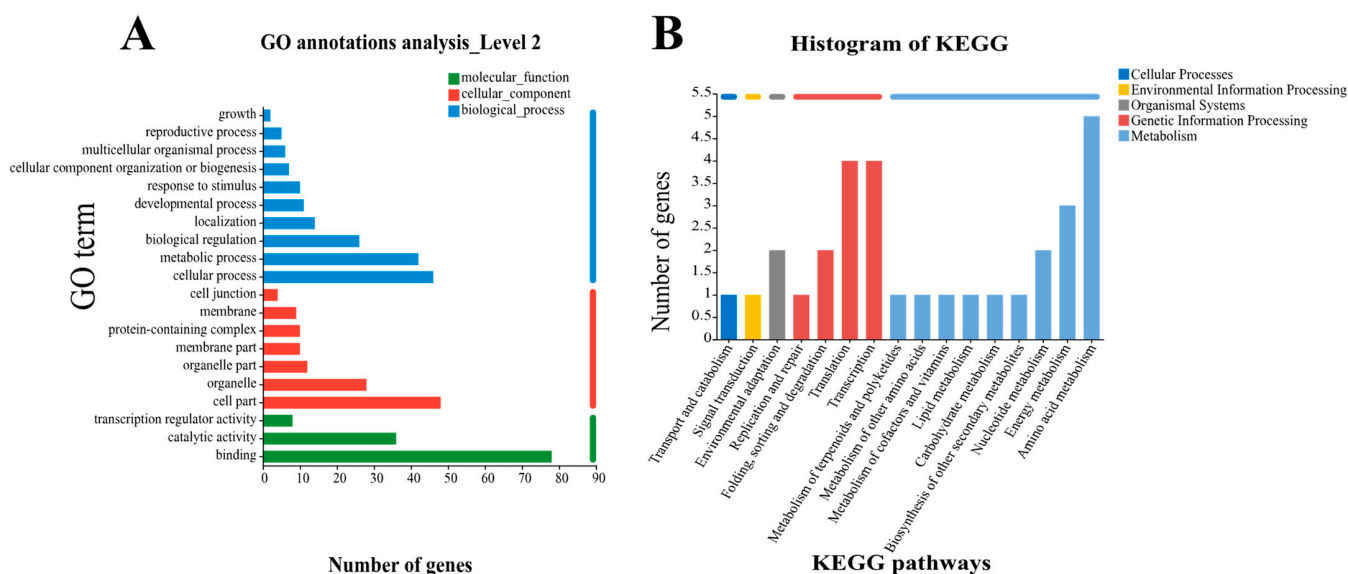 A
GO annotations analysis_Level 2
molecular_function
cellular_component
biological_process
GO term
growth
reproductive process
multicellular organismal process
cellular component organization or biogenesis
response to stimulus
developmental process
localization
biological regulation
metabolic process
cellular process
cell junction
membrane
protein-containing complex
membrane part
organelle part
organelle
cell part
transcription regulator activity
catalytic activity
binding
0 10 20 30 40 50 60 70 80 90
Number of genes
B
Histogram of KEGG
Cellular Processes
Environmental Information Processing
Organismal Systems
Genetic Information Processing
Metabolism
Number of genes
5.5
5
4.5
4
3.5
3
2.5
2
1.5
1
0.5
0
Transport and catabolism
Signal transduction
Environmental adaptation
Replication and repair
Folding, sorting and degradation
Translation
Transcription
Metabolism of terpenoids and polyketides
Metabolism of other amino acids
Metabolism of cofactors and vitamins
Lipid metabolism
Carbohydrate metabolism
Biosynthesis of other secondary metabolites
Nucleotide metabolism
Energy metabolism
Amino acid metabolism
KEGG pathways